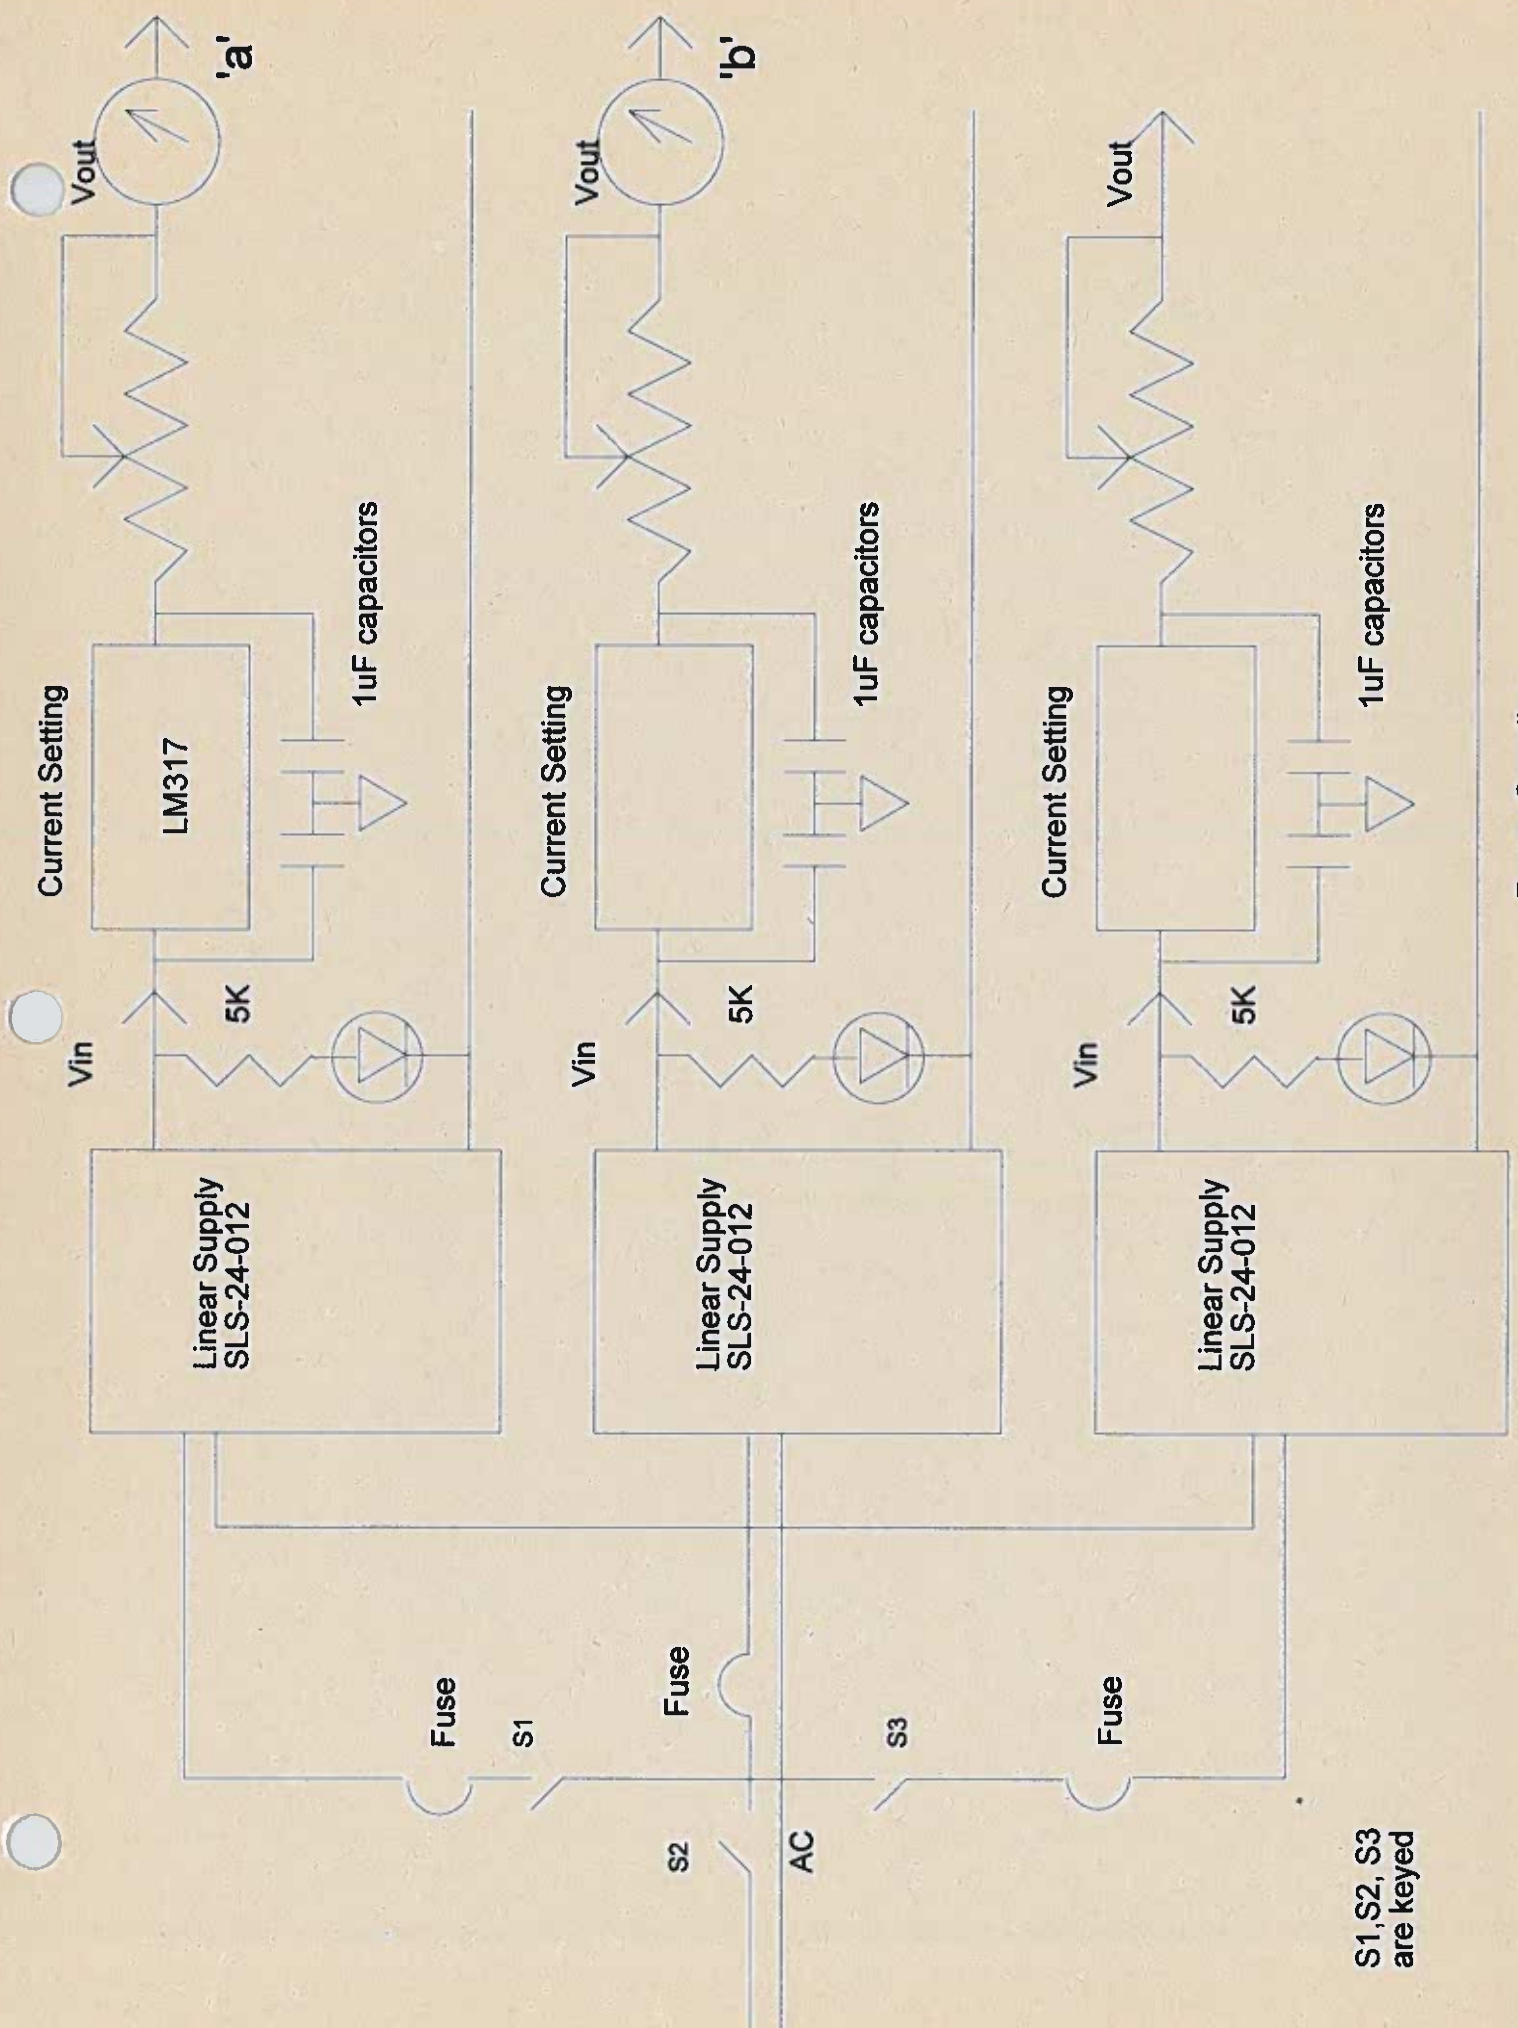 Current Setting
Vin
Vout
LM317
Linear Supply
SLS-24-012
5K
'a'
1uF capacitors
Fuse
S1
Current Setting
Vin
Vout
S2
Fuse
Linear Supply
SLS-24-012
5K
'b'
AC
1uF capacitors
S3
Current Setting
Vin
Vout
Fuse
Linear Supply
SLS-24-012
5K
1uF capacitors
S1,S2, S3
are keyed